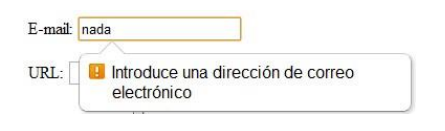 E-mail: nada
URL:
Introduce una dirección de correo
electrónico